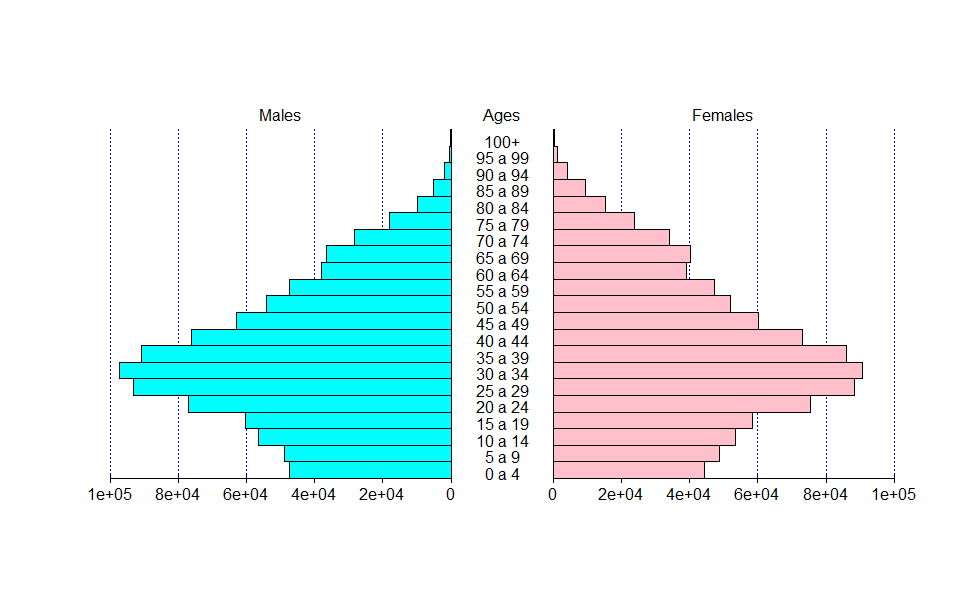 Males Ages Females
100+
95 a 99
90 a 94
85 a 89
80 a 84
75 a 79
70 a 74
65 a 69
60 a 64
55 a 59
50 a 54
45 a 49
40 a 44
35 a 39
30 a 34
25 a 29
20 a 24
15 a 19
10 a 14
5 a 9
0 a 4
1e+05 8e+04 6e+04 4e+04 2e+04 0 0 2e+04 4e+04 6e+04 8e+04 1e+05